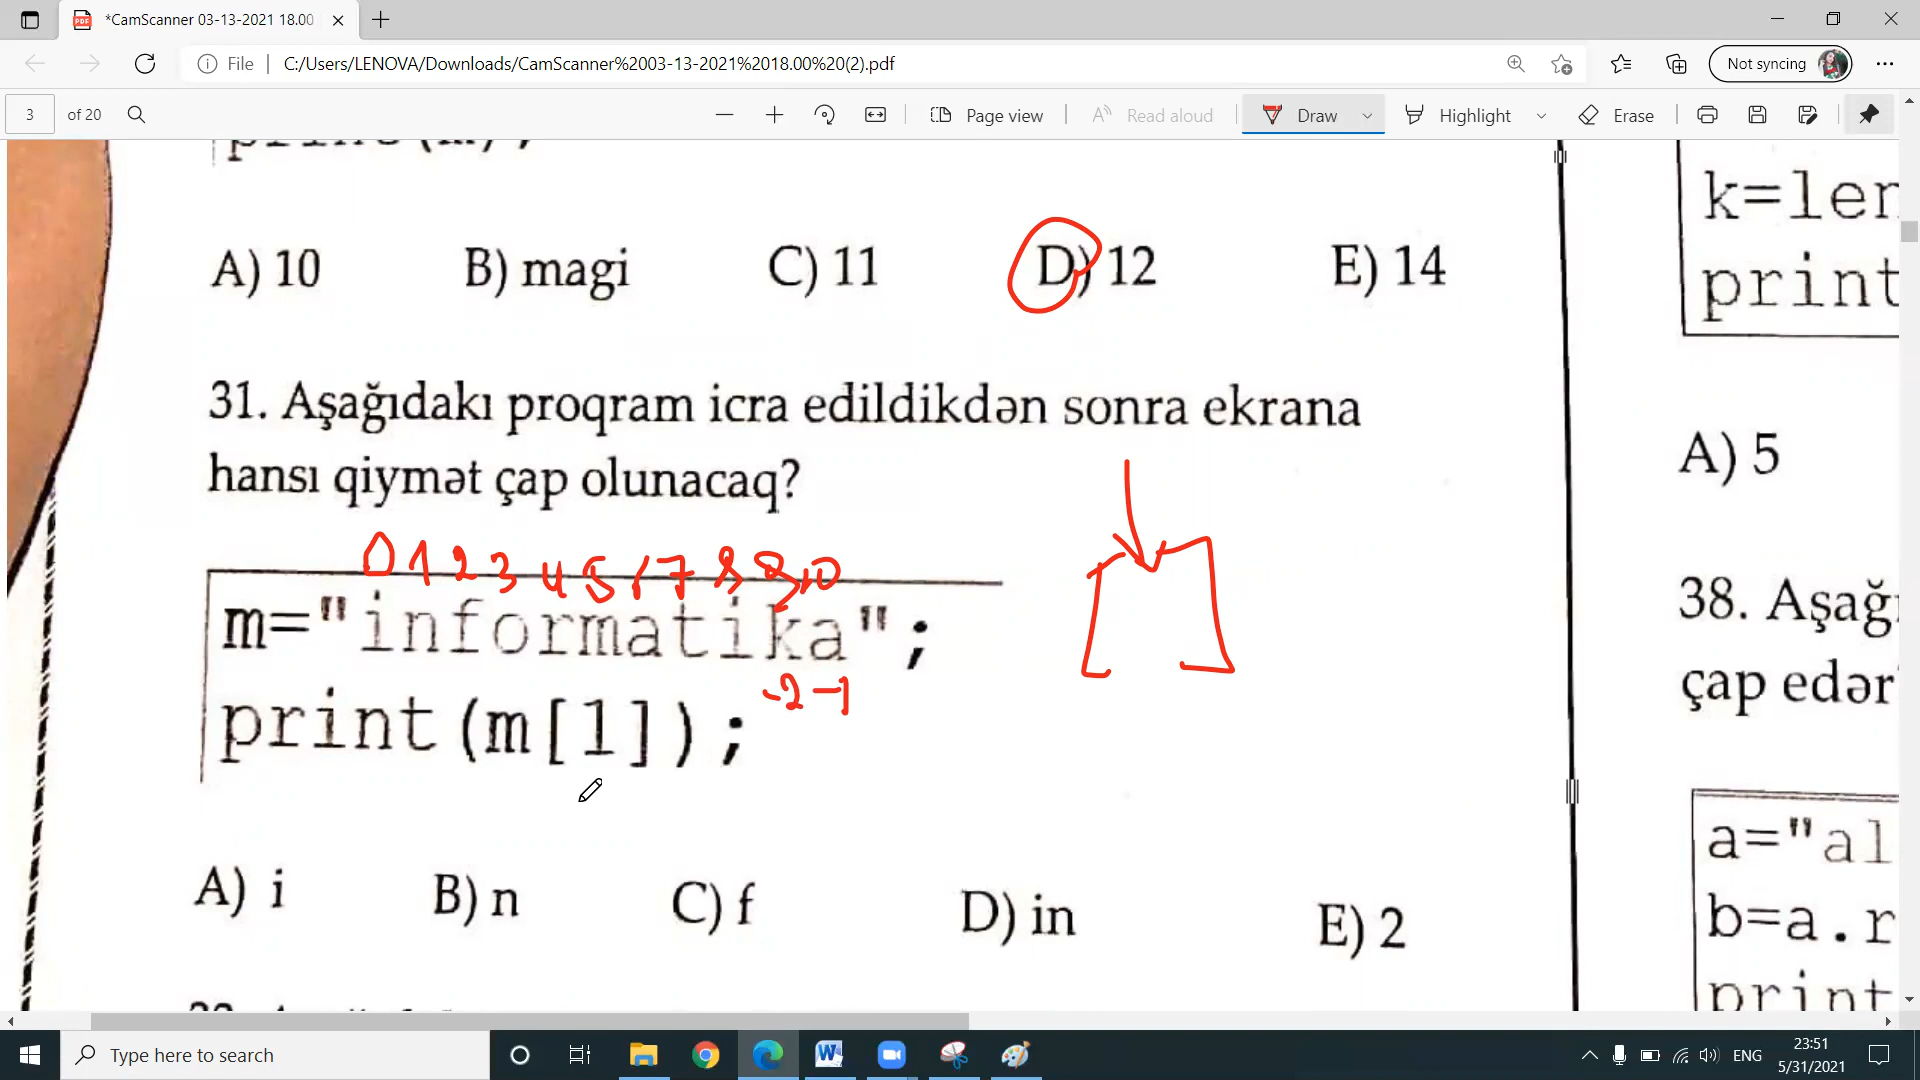 *CamScanner 03-13-2021 18.00
File
C:/Users/LENOVA/Downloads/CamScanner%2003-13-2021%2018.00%20(2).pdf
Not syncing
3 of 20
Page view
Read aloud
Draw
Highlight
Erase
A) 10 B) magi C) 11 D) 12 E) 14
31. Aşağıdakı proqram icra edildikdən sonra ekrana
hansı qiymət çap olunacaq?
0 1 2 3 4 5 6 7 8 9 10
m="informatika";
-2 -1
print(m[1]);
A) i B) n C) f D) in E) 2
k=len
print
A) 5
38. Aşağı
çap edər
a="al
b=a.r
print
Type here to search
ENG
23:51
5/31/2021